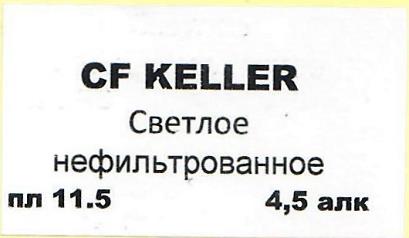 CF KELLER
Светлое
нефильтрованное
пл 11.5 4,5 алк